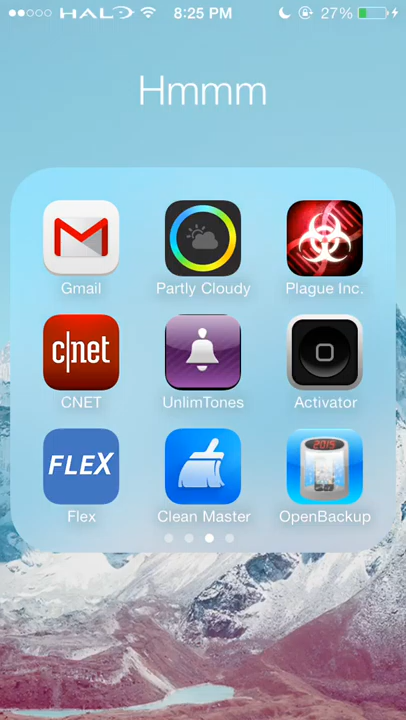 HALO 8:25 PM 27%
Hmmm
Gmail Partly Cloudy Plague Inc.
c|net
CNET UnlimTones Activator
FLEX 2015
Flex Clean Master OpenBackup